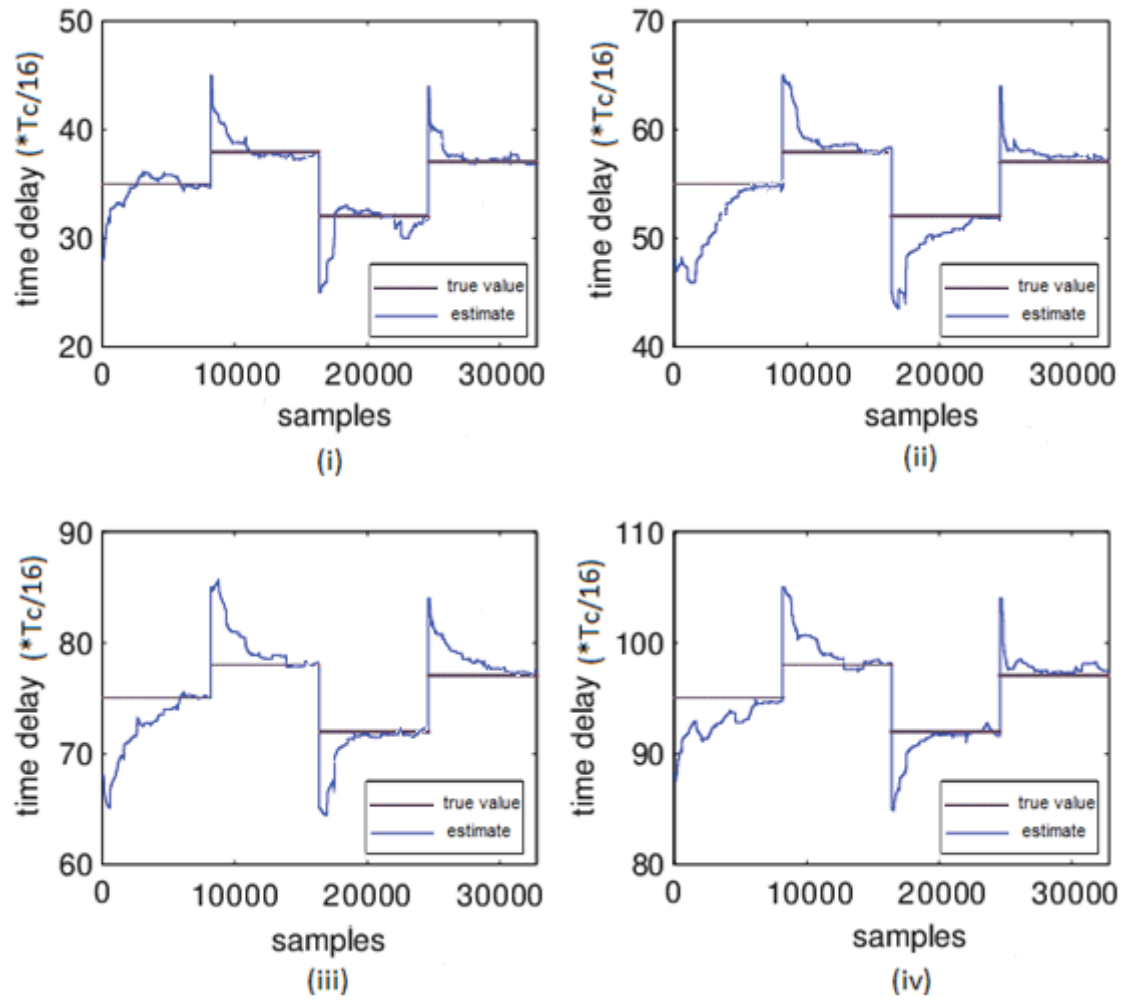 50
40
30
20
time delay (*Tc/16)
true value
estimate
0
10000
20000
30000
samples
(i)
70
60
50
40
time delay (*Tc/16)
true value
estimate
0
10000
20000
30000
samples
(ii)
90
80
70
60
time delay (*Tc/16)
true value
estimate
0
10000
20000
30000
samples
(iii)
110
100
90
80
time delay (*Tc/16)
true value
estimate
0
10000
20000
30000
samples
(iv)